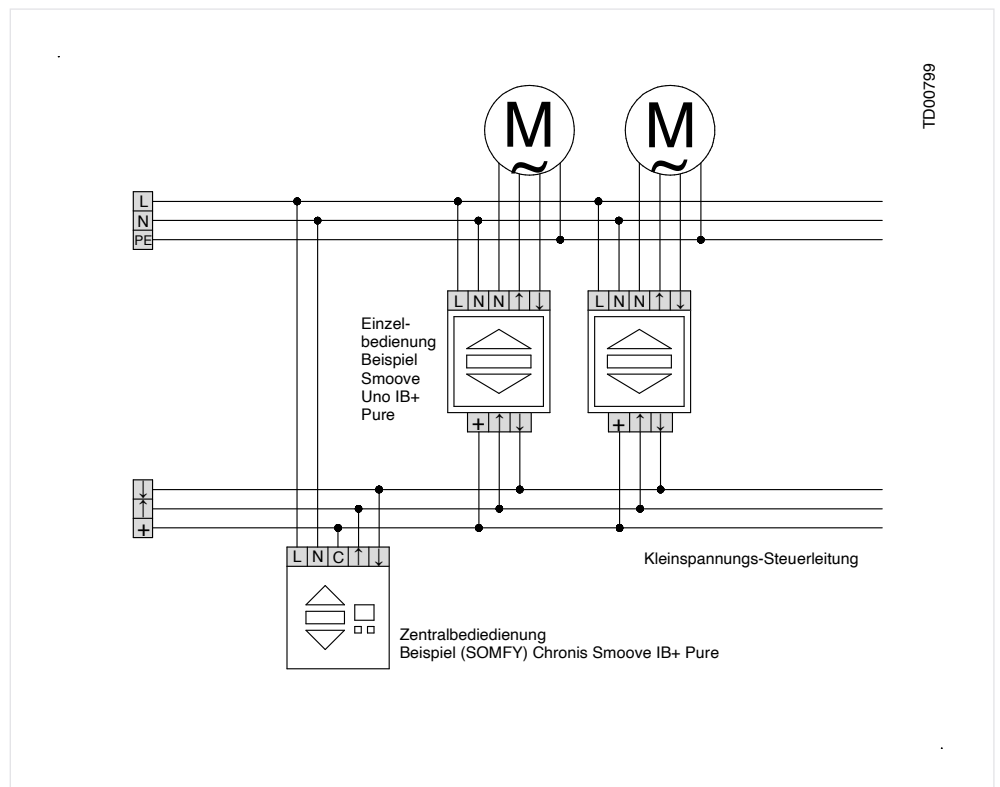 TD00799
M
~
M
~
L
N
PE
L N N ↑ ↓
L N N ↑ ↓
Einzel-
bedienung
Beispiel
Smoove
Uno IB+
Pure
+ ↑ ↓
+ ↑ ↓
↓
↑
+
L N C ↑ ↓
Kleinspannungs-Steuerleitung
Zentralbediedienung
Beispiel (SOMFY) Chronis Smoove IB+ Pure